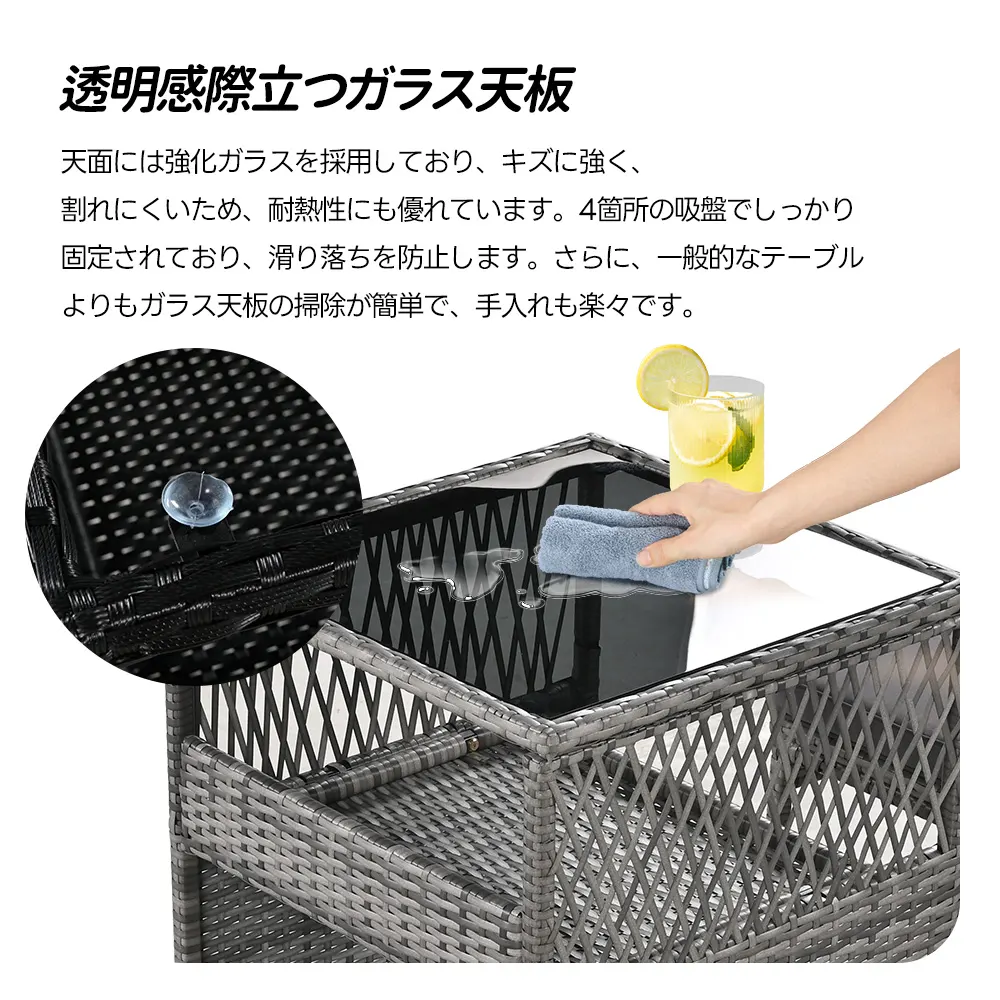 透明感際立つガラス天板
天面には強化ガラスを採用しており、キズに強く、
割れにくいため、耐熱性にも優れています。4箇所の吸盤でしっかり
固定されており、滑り落ちを防止します。さらに、一般的なテーブル
よりもガラス天板の掃除が簡単で、手入れも楽々です。